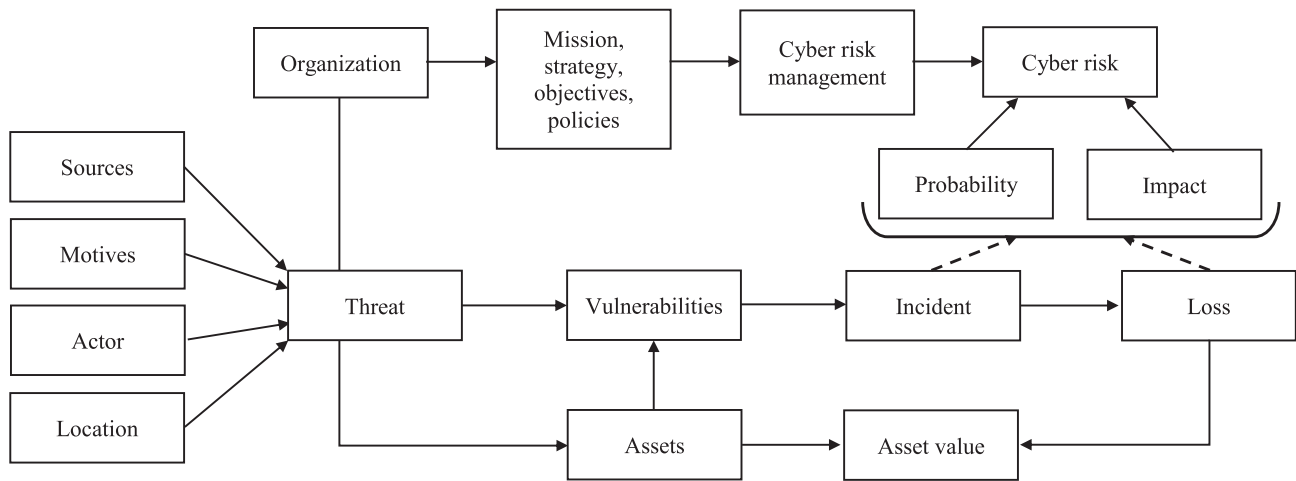 Organization
Mission,
strategy,
objectives,
policies
Cyber risk
management
Cyber risk
Sources
Motives
Actor
Location
Probability
Impact
Threat
Vulnerabilities
Incident
Loss
Assets
Asset value